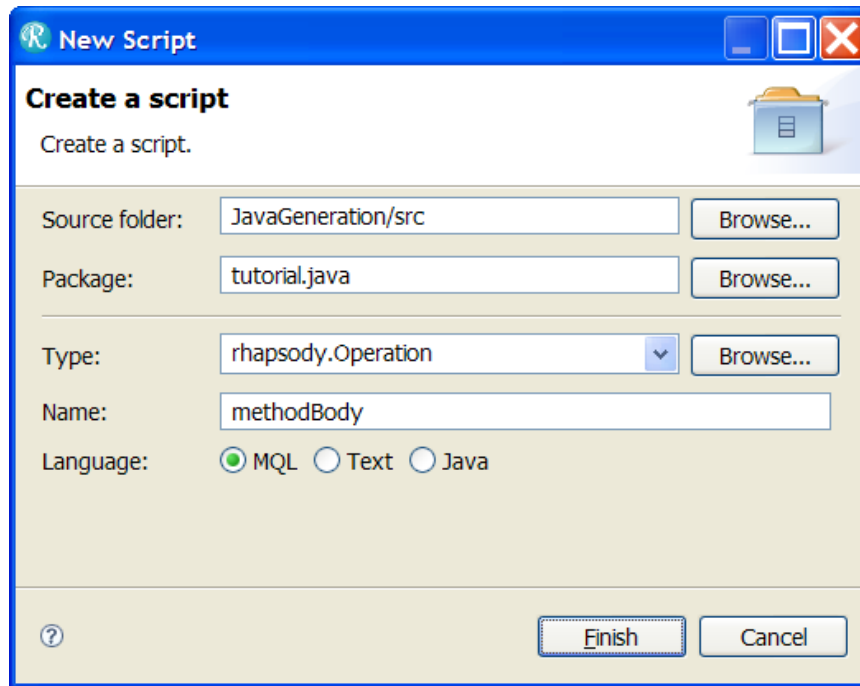 New Script
Create a script
Create a script.
Source folder: JavaGeneration/src Browse...
Package: tutorial.java Browse...
Type: rhapsody.Operation Browse...
Name: methodBody
Language: MQL Text Java
? Finish Cancel